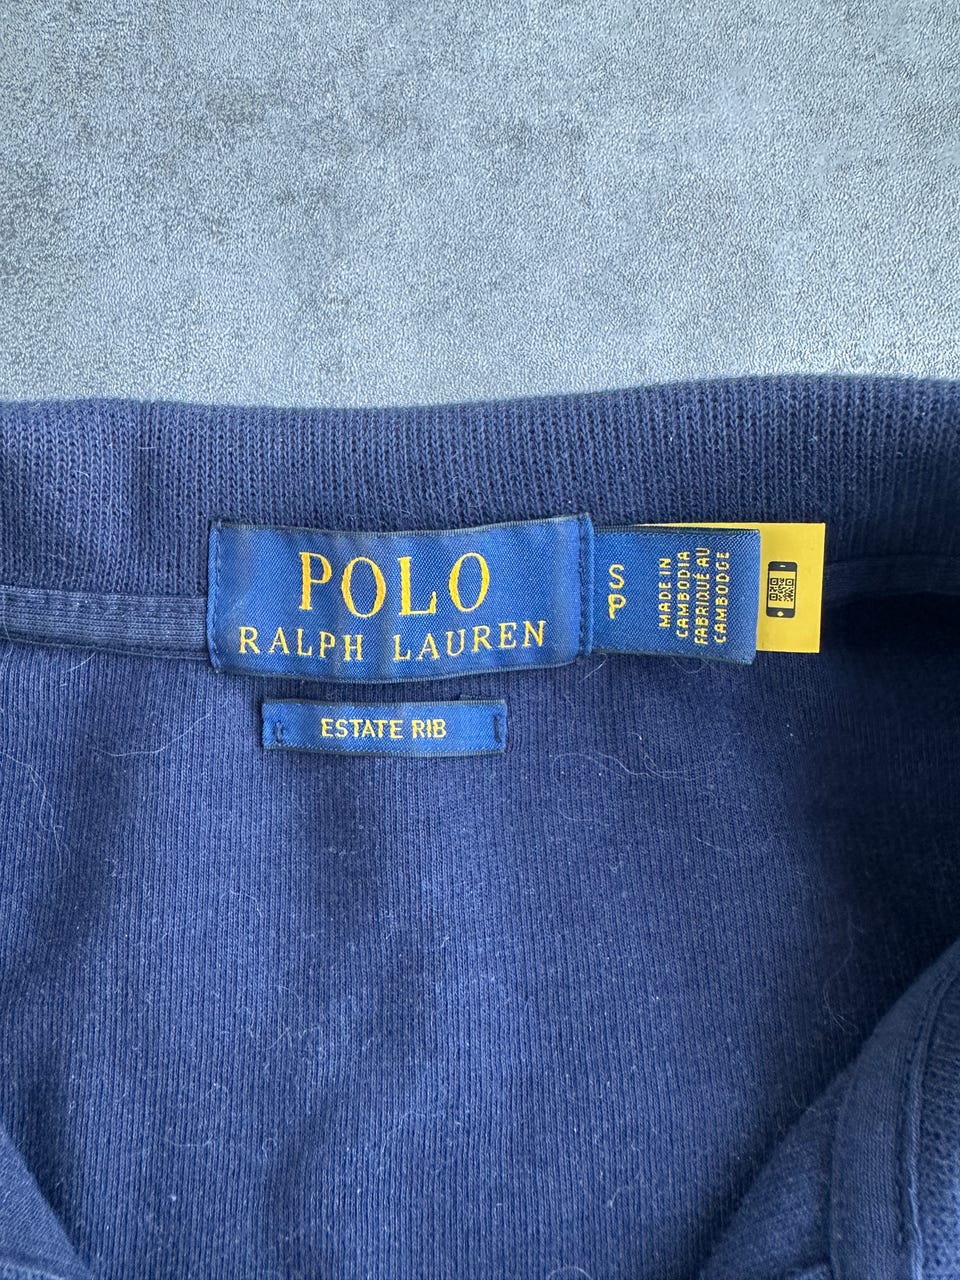 POLO
RALPH LAUREN
S
P
MADE IN
CAMBODIA
FABRIQUÉ AU
CAMBODGE
ESTATE RIB